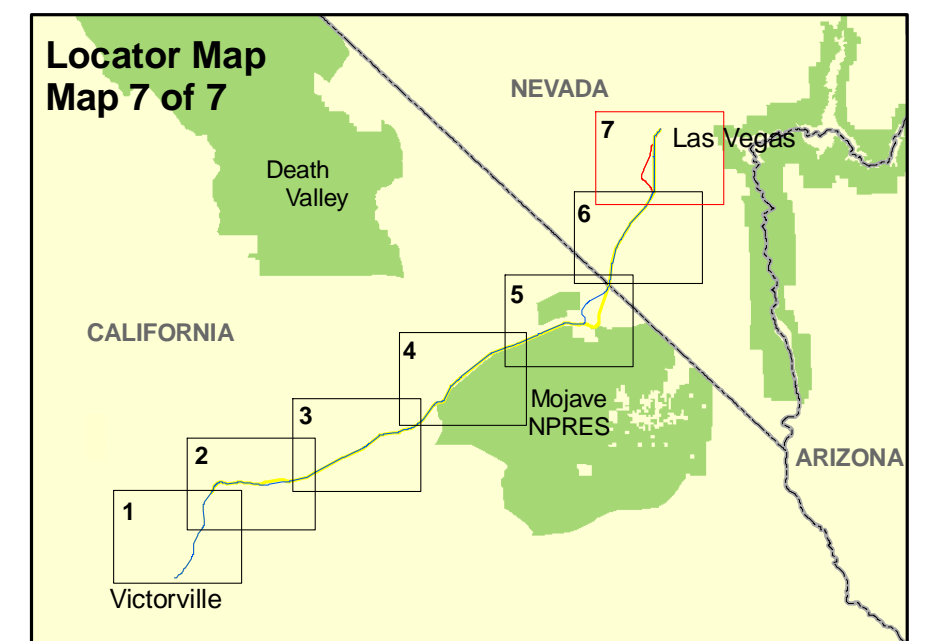 Locator Map
Map 7 of 7
NEVADA
7
Las Vegas
Death
Valley
6
5
CALIFORNIA
4
Mojave
NPRES
3
ARIZONA
2
1
Victorville